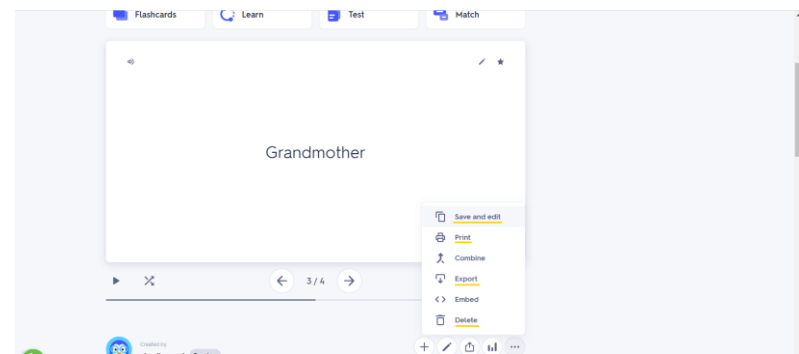 Flashcards Learn Test Match
Grandmother
Save and edit
Print
Combine
Export
Embed
Delete
3 / 4
Created by